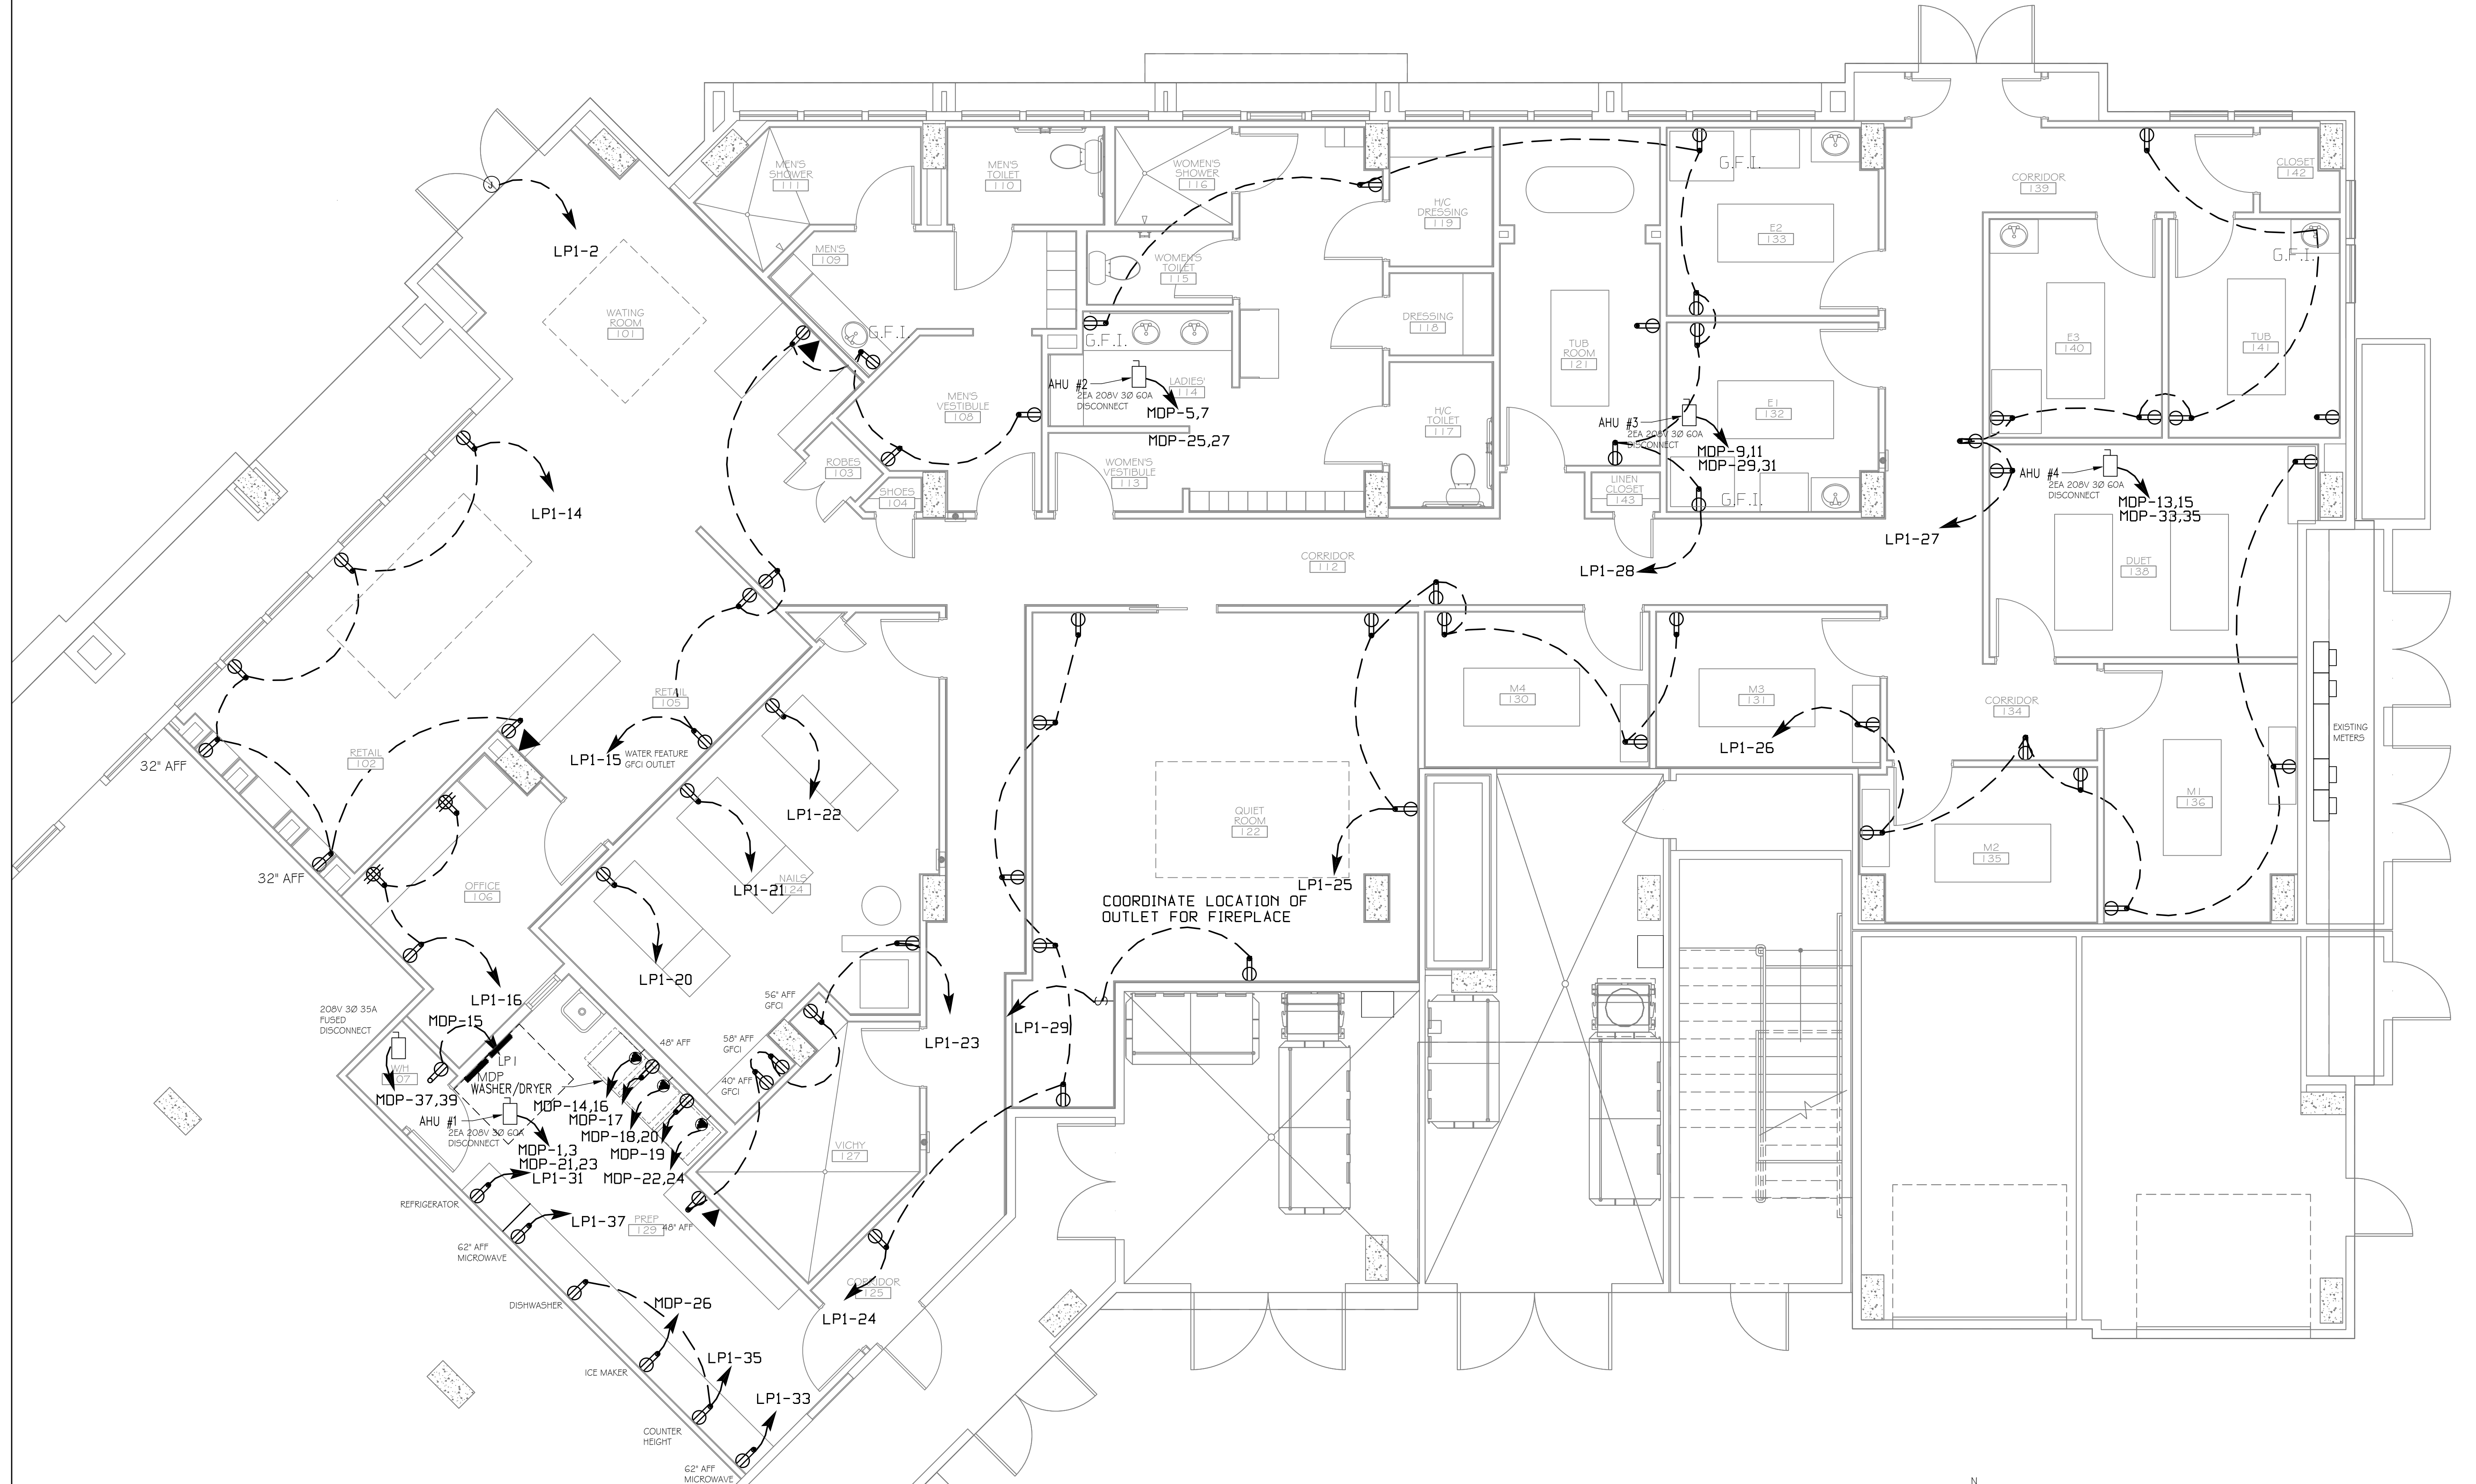 MEN'S
SHOWER
111
MEN'S
TOILET
110
WOMEN'S
SHOWER
116
H/C
DRESSING
119
G.F.I.
E2
133
CORRIDOR
139
CLOSET
142
LP1-2
MEN'S
109
WOMEN'S
TOILET
115
G.F.I.
WATING
ROOM
101
G.F.I.
G.F.I.
DRESSING
118
TUB
ROOM
121
E3
140
TUB
141
AHU #2
2EA 208V 3Ø 60A
DISCONNECT
LADIES'
114
MDP-5,7
MDP-25,27
MEN'S
VESTIBULE
108
H/C
TOILET
117
E1
132
AHU #3
2EA 208V 3Ø 60A
DISCONNECT
MDP-9,11
MDP-29,31
ROBES
103
SHOES
104
WOMEN'S
VESTIBULE
113
LINEN
CLOSET
143
G.F.I.
AHU #4
2EA 208V 3Ø 60A
DISCONNECT
MDP-13,15
MDP-33,35
LP1-14
LP1-27
CORRIDOR
112
LP1-28
DUET
138
RETAIL
105
M4
130
M3
131
CORRIDOR
134
LP1-15
WATER FEATURE
GFCI OUTLET
LP1-26
EXISTING
METERS
32" AFF
RETAIL
102
LP1-22
QUIET
ROOM
122
M1
136
M2
135
32" AFF
OFFICE
106
LP1-21
NAILS
124
LP1-25
COORDINATE LOCATION OF
OUTLET FOR FIREPLACE
LP1-20
LP1-16
56" AFF
GFCI
208V 3Ø 35A
FUSED
DISCONNECT
MDP-15
LP1
48" AFF
58" AFF
GFCI
LP1-23
LP1-29
W/H
107
MDP
WASHER/DRYER
40" AFF
GFCI
MDP-37,39
MDP-14,16
MDP-17
AHU #1
2EA 208V 3Ø 60A
DISCONNECT
MDP-18,20
MDP-1,3
MDP-19
MDP-21,23
LP1-31
MDP-22,24
VICHY
127
REFRIGERATOR
LP1-37
PREP
129
48" AFF
62" AFF
MICROWAVE
CORRIDOR
125
DISHWASHER
MDP-26
LP1-24
ICE MAKER
LP1-35
LP1-33
COUNTER
HEIGHT
62" AFF
MICROWAVE
N